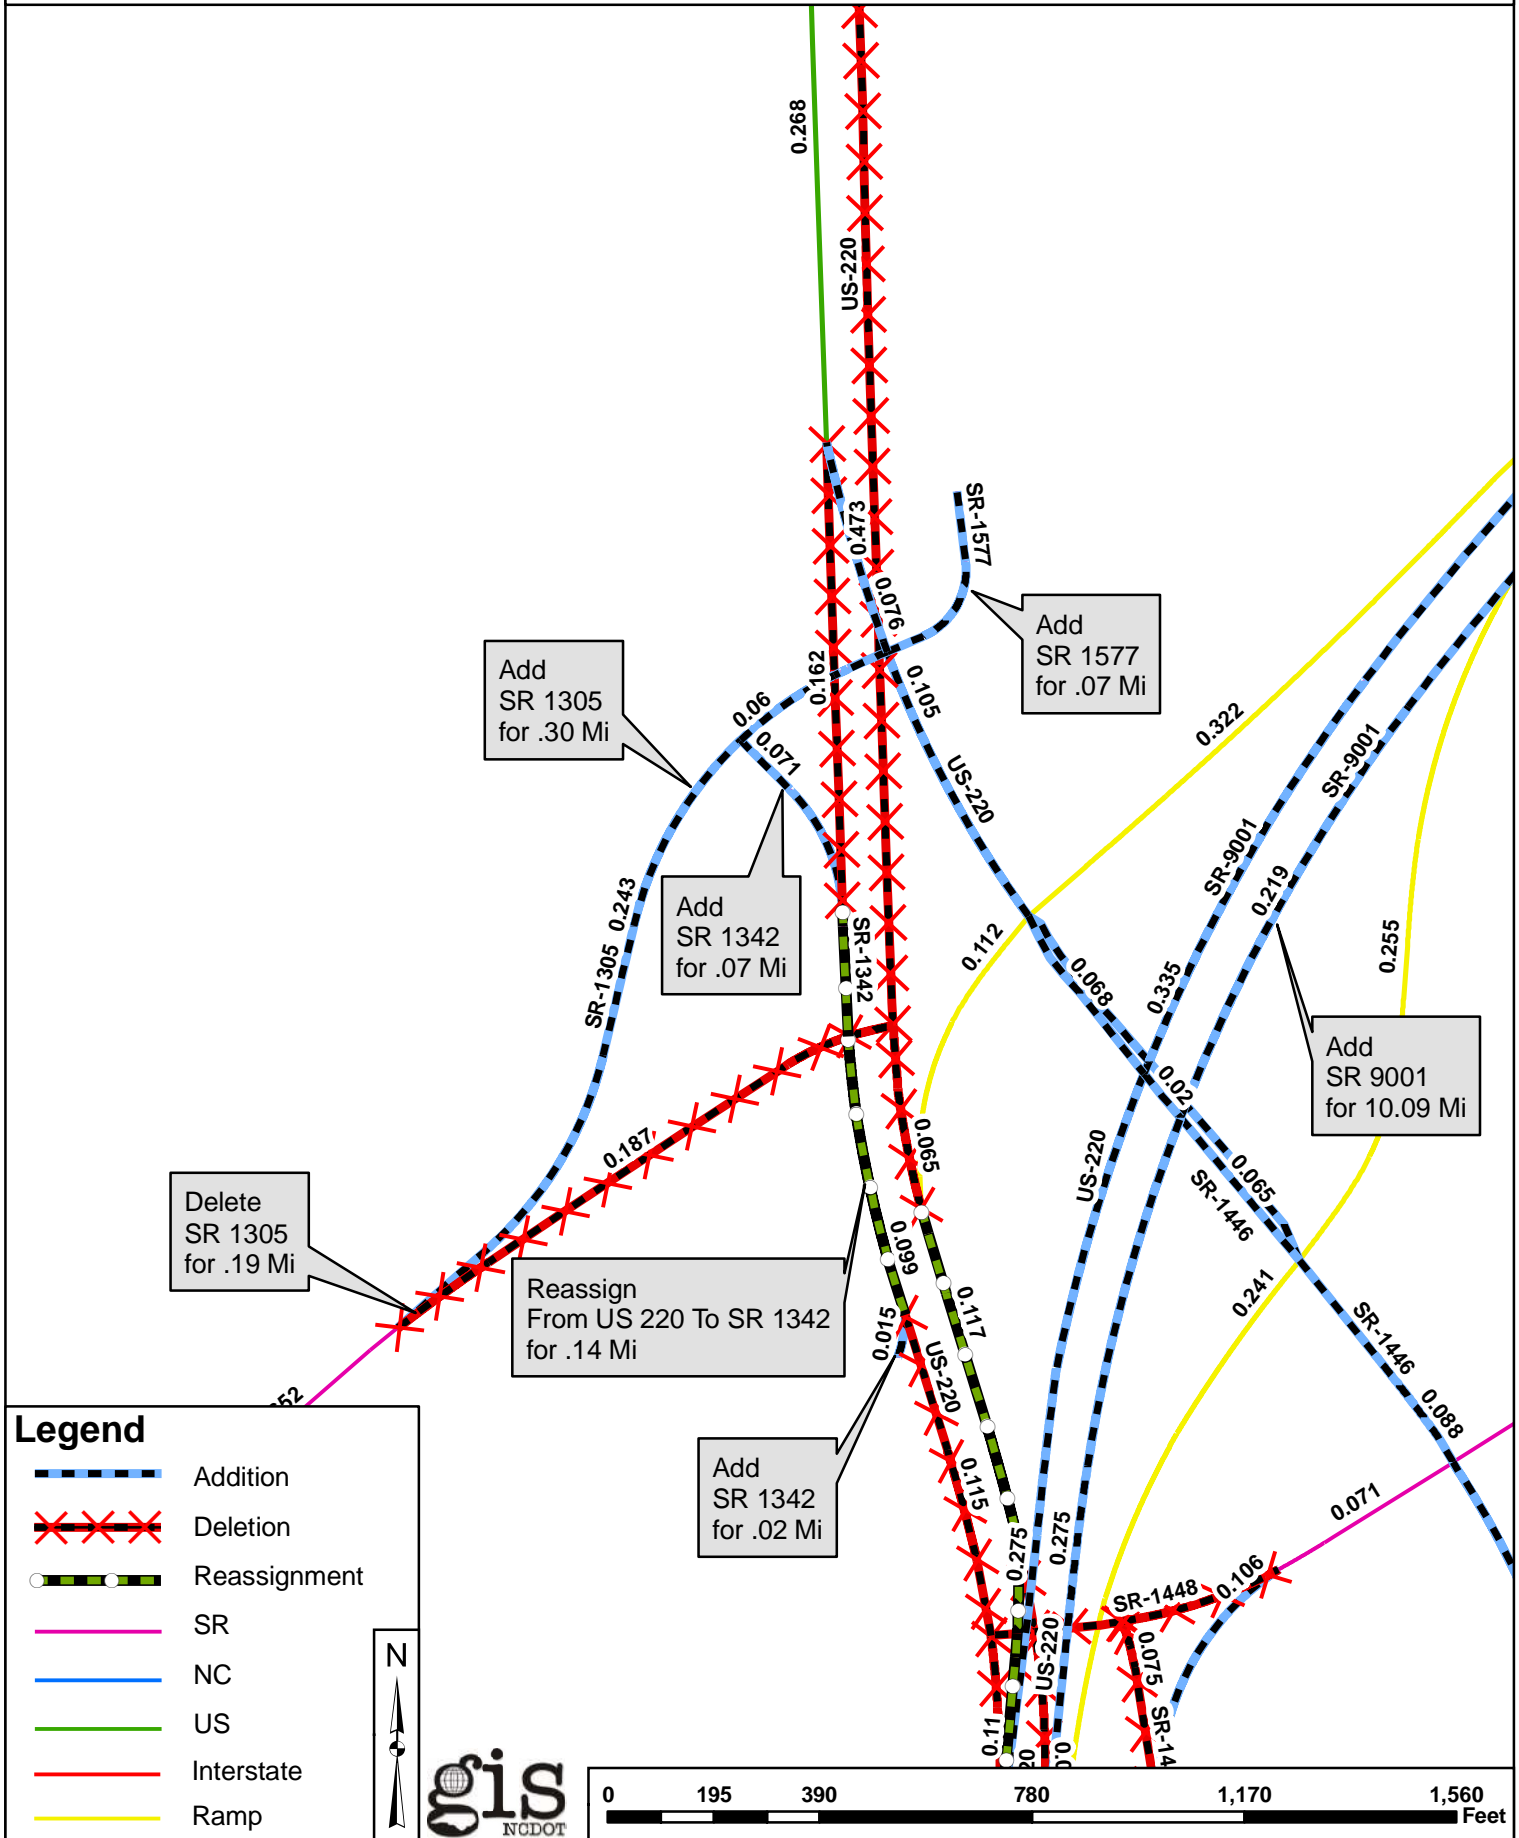 0.268
US-220
0.473
SR-1577
0.076
Add
SR 1577
for .07 Mi
Add
SR 1305
for .30 Mi
0.162
0.105
0.06
0.071
0.322
US-220
SR-9001
SR-9001
0.219
0.243
SR-1305
Add
SR 1342
for .07 Mi
SR-1342
0.112
0.068
0.335
0.255
Add
SR 9001
for 10.09 Mi
0.02
0.187
0.065
US-220
0.065
SR-1446
Delete
SR 1305
for .19 Mi
0.099
Reassign
From US 220 To SR 1342
for .14 Mi
0.117
0.241
0.015
US-220
SR-1446
0.088
Add
SR 1342
for .02 Mi
0.115
0.071
0.275
0.275
SR-1448
0.106
US-220
0.075
0.11
20
0.0
SR-14
352
Legend
Addition
Deletion
Reassignment
SR
NC
US
Interstate
Ramp
N
gis
NCDOT
0 195 390 780 1,170 1,560
Feet